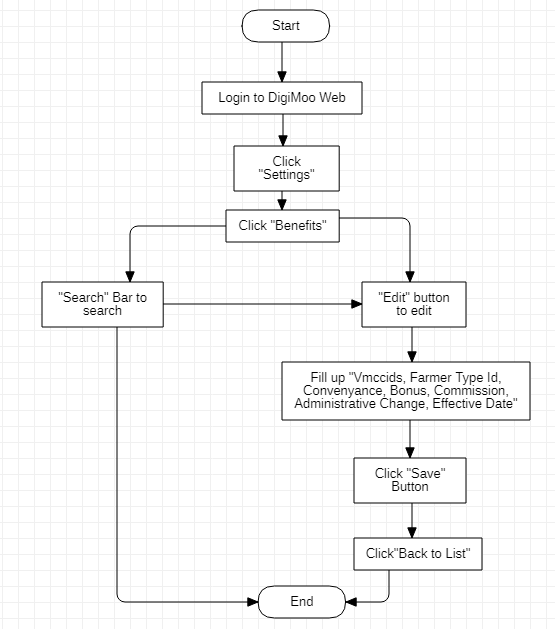 Start
Login to DigiMoo Web
Click
"Settings"
Click "Benefits"
"Search" Bar to
search
"Edit" button
to edit
Fill up "Vmccids, Farmer Type Id,
Convenyance, Bonus, Commission,
Administrative Change, Effective Date"
Click "Save"
Button
Click"Back to List"
End